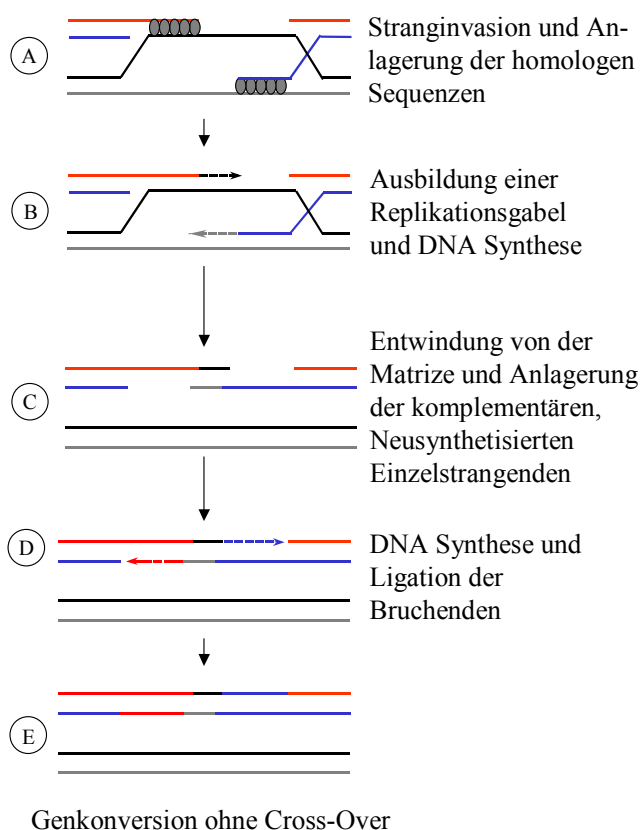 A
Stranginvasion und An-
lagerung der homologen
Sequenzen
B
Ausbildung einer
Replikationsgabel
und DNA Synthese
C
Entwindung von der
Matrize und Anlagerung
der komplementären,
Neusynthetisierten
Einzelstrangenden
D
DNA Synthese und
Ligation der
Bruchenden
E
Genkonversion ohne Cross-Over